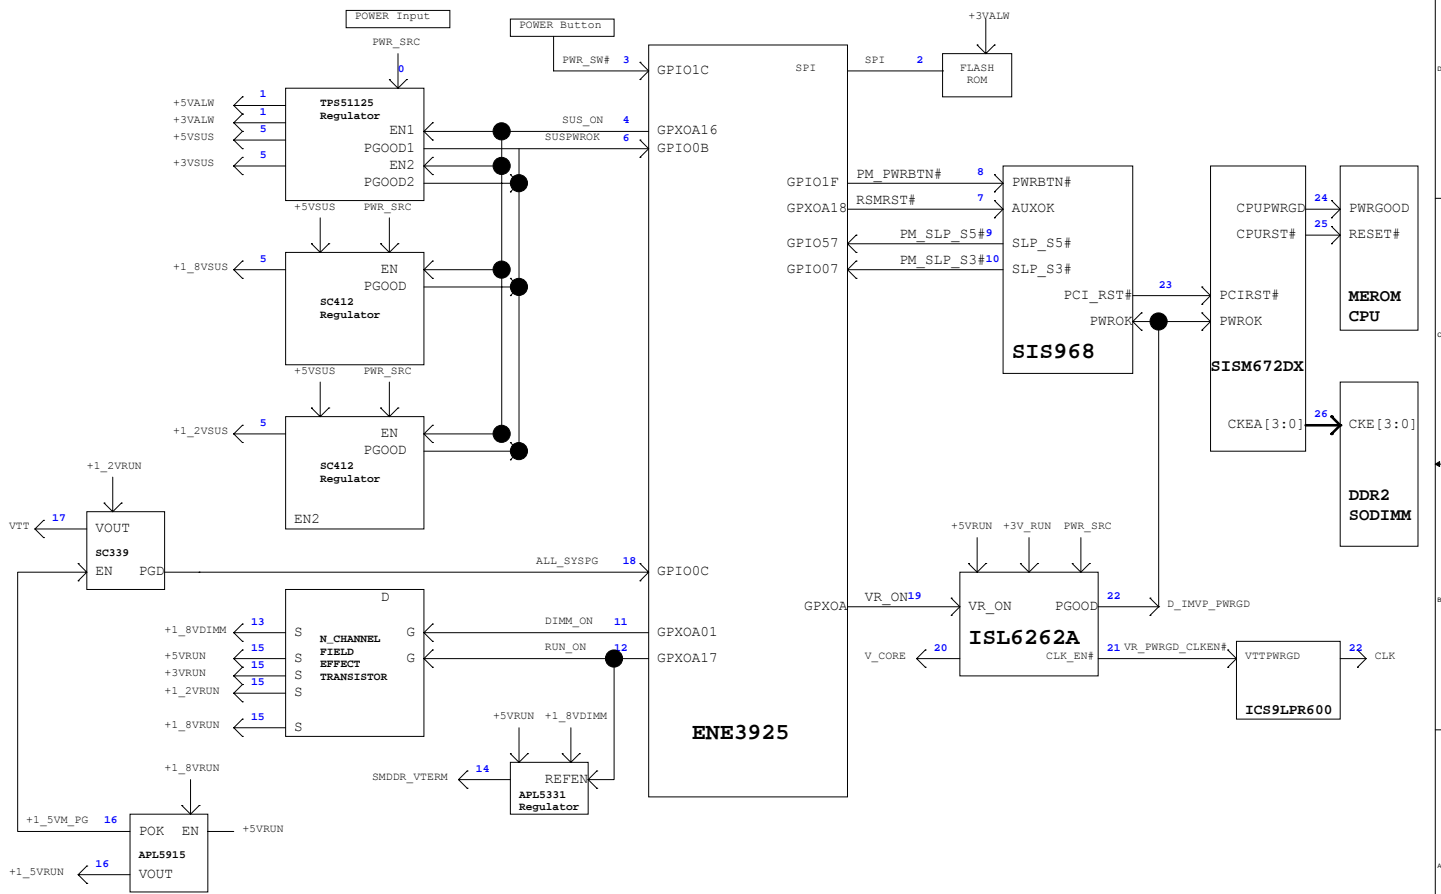 POWER Input
POWER Button
+3VALW
PWR_SRC
0
PWR_SW# 3
GPIO1C
SPI
SPI 2
FLASH
ROM
+5VALW 1
+3VALW 1
+5VSUS 5
+3VSUS 5
TPS51125
Regulator
EN1
PGOOD1
EN2
PGOOD2
SUS_ON 4
SUSPWROK 6
GPXOA16
GPIO0B
+5VSUS PWR_SRC
+1_8VSUS 5
EN
PGOOD
SC412
Regulator
+5VSUS PWR_SRC
+1_2VSUS 5
EN
PGOOD
SC412
Regulator
EN2
GPIO1F
PM_PWRBTN# 8
PWRBTN#
GPXOA18
RSMRST# 7
AUXOK
GPIO57
PM_SLP_S5# 9
SLP_S5#
GPIO07
PM_SLP_S3# 10
SLP_S3#
PCI_RST#
23
PCIRST#
PWROK
PWROK
SIS968
SISM672DX
CPUPWRGD
24
PWRGOOD
CPURST#
25
RESET#
MEROM
CPU
CKEA[3:0]
26
CKE[3:0]
DDR2
SODIMM
+1_2VRUN
VTT 17
VOUT
SC339
EN PGD
ALL_SYSPG 18
GPIO0C
D
+1_8VDIMM 13
S
+5VRUN 15
S
+3VRUN 15
S
+1_2VRUN 15
S
+1_8VRUN 15
S
N_CHANNEL
FIELD
EFFECT
TRANSISTOR
G
G
DIMM_ON 11
GPXOA01
RUN_ON 12
GPXOA17
+5VRUN +1_8VDIMM
SMDDR_VTERM 14
REFEN
APL5331
Regulator
ENE3925
+1_8VRUN
+1_5VM_PG 16
POK EN
+5VRUN
APL5915
+1_5VRUN 16
VOUT
+5VRUN +3V_RUN PWR_SRC
GPXOA
VR_ON 19
VR_ON
PGOOD
22
D_IMVP_PWRGD
ISL6262A
V_CORE 20
CLK_EN#
21 VR_PWRGD_CLKEN#
VTTPWRGD
22
CLK
ICS9LPR600
D
C
B
A